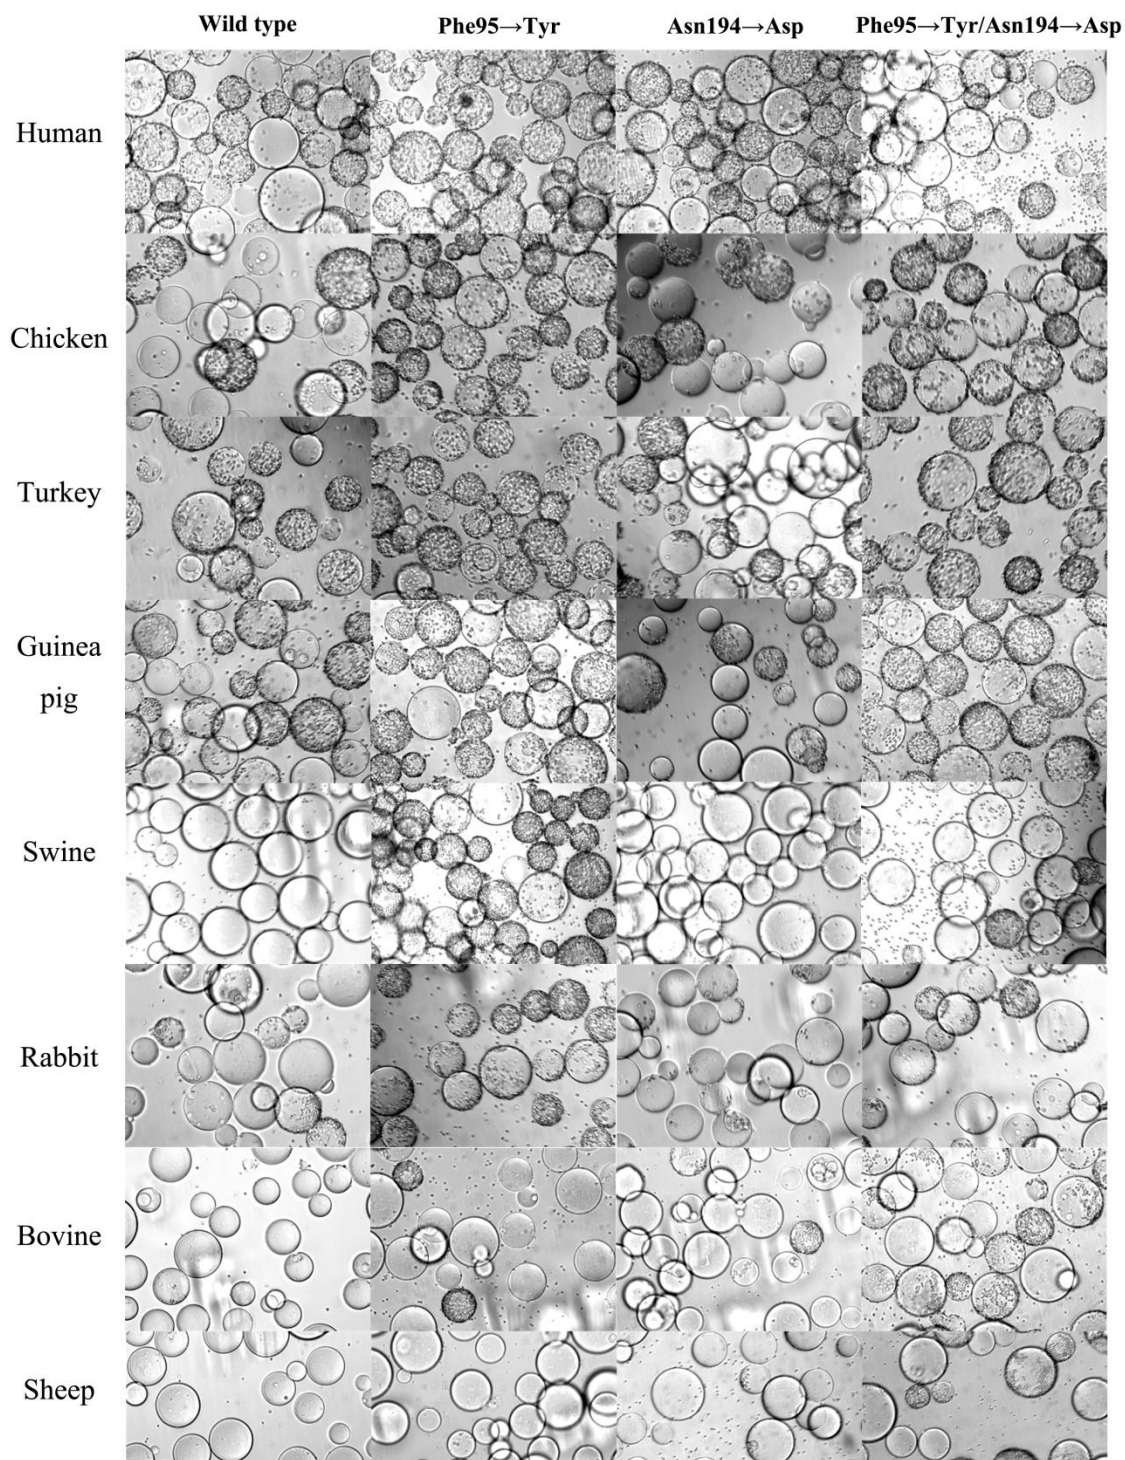 Wild type Phe95→Tyr Asn194→Asp Phe95→Tyr/Asn194→Asp
Human
Chicken
Turkey
Guinea
pig
Swine
Rabbit
Bovine
Sheep